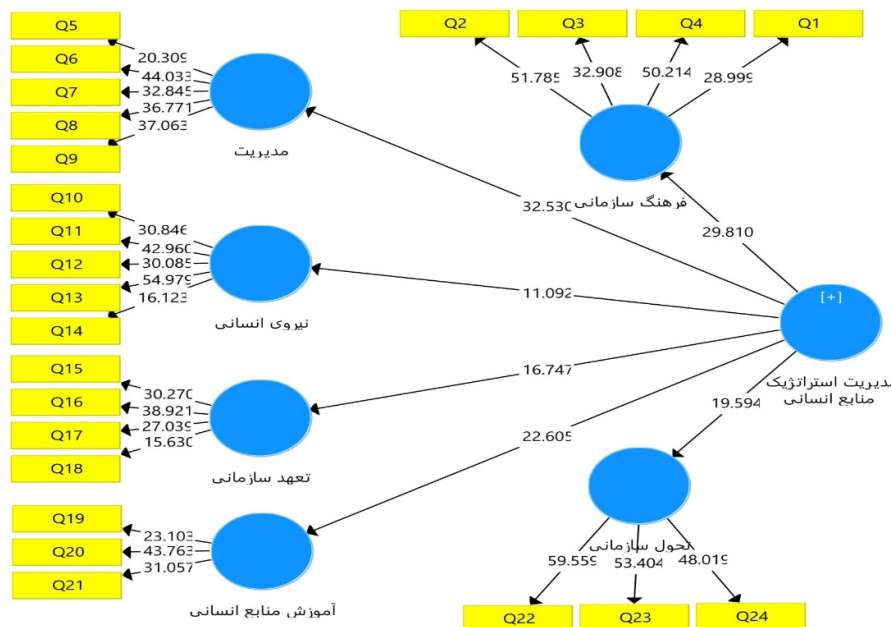 Q2
Q3
Q4
Q1
51.785
32.908
50.214
28.999
فرهنگ سازمانی
29.810
Q5
Q6
Q7
Q8
Q9
20.309
44.033
32.845
36.771
37.063
مدیریت
32.530
Q10
Q11
Q12
Q13
Q14
30.846
42.960
30.085
54.979
16.123
نیروی انسانی
11.092
[+]
مدیریت استراتژیک
منابع انسانی
Q15
Q16
Q17
Q18
30.270
38.921
27.039
15.630
تعهد سازمانی
16.747
Q19
Q20
Q21
23.103
43.763
31.057
آموزش منابع انسانی
22.605
19.594
تحول سازمانی
59.559
53.404
48.019
Q22
Q23
Q24